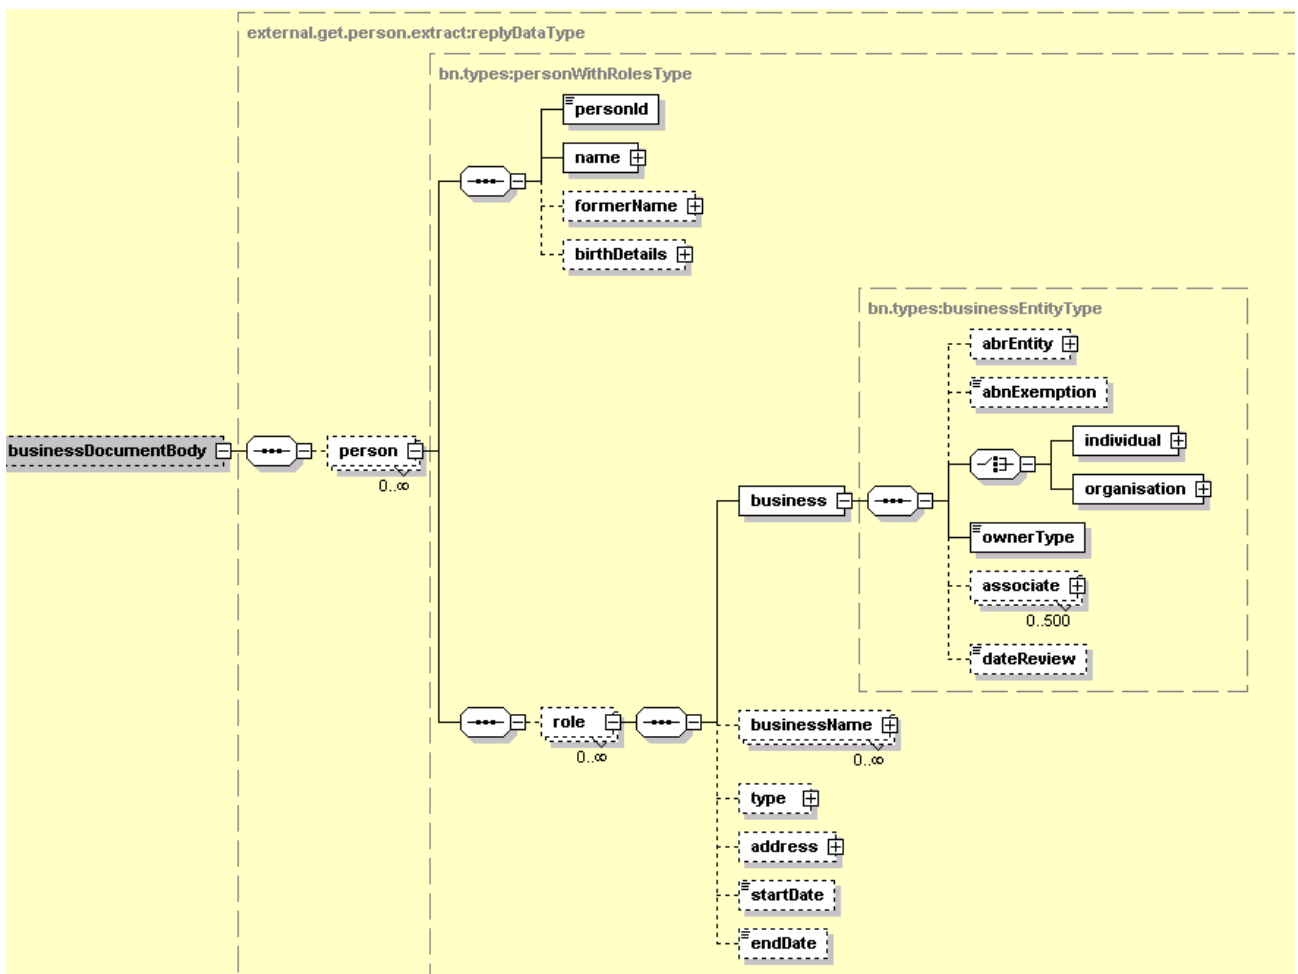 external.get.person.extract:replyDataType
bn.types:personWithRolesType
personId
name
formerName
birthDetails
bn.types:businessEntityType
abrEntity
abnExemption
individual
organisation
businessDocumentBody
person
0..∞
business
ownerType
associate
0..500
dateReview
role
0..∞
businessName
0..∞
type
address
startDate
endDate